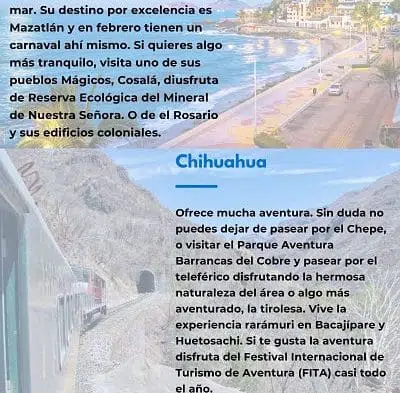 mar. Su destino por excelencia es
Mazatlán y en febrero tienen un
carnaval ahí mismo. Si quieres algo
más tranquilo, visita uno de sus
pueblos Mágicos, Cosalá, diusfruta
de Reserva Ecológica del Mineral
de Nuestra Señora. O de el Rosario
y sus edificios coloniales.
Chihuahua
Ofrece mucha aventura. Sin duda no
puedes dejar de pasear por el Chepe,
o visitar el Parque Aventura
Barrancas del Cobre y pasear por el
teleférico disfrutando la hermosa
naturaleza del área o algo más
aventurado, la tirolesa. Vive la
experiencia rarámuri en Bacajípare y
Huetosachi. Si te gusta la aventura
disfruta del Festival Internacional de
Turismo de Aventura (FITA) casi todo
el año.